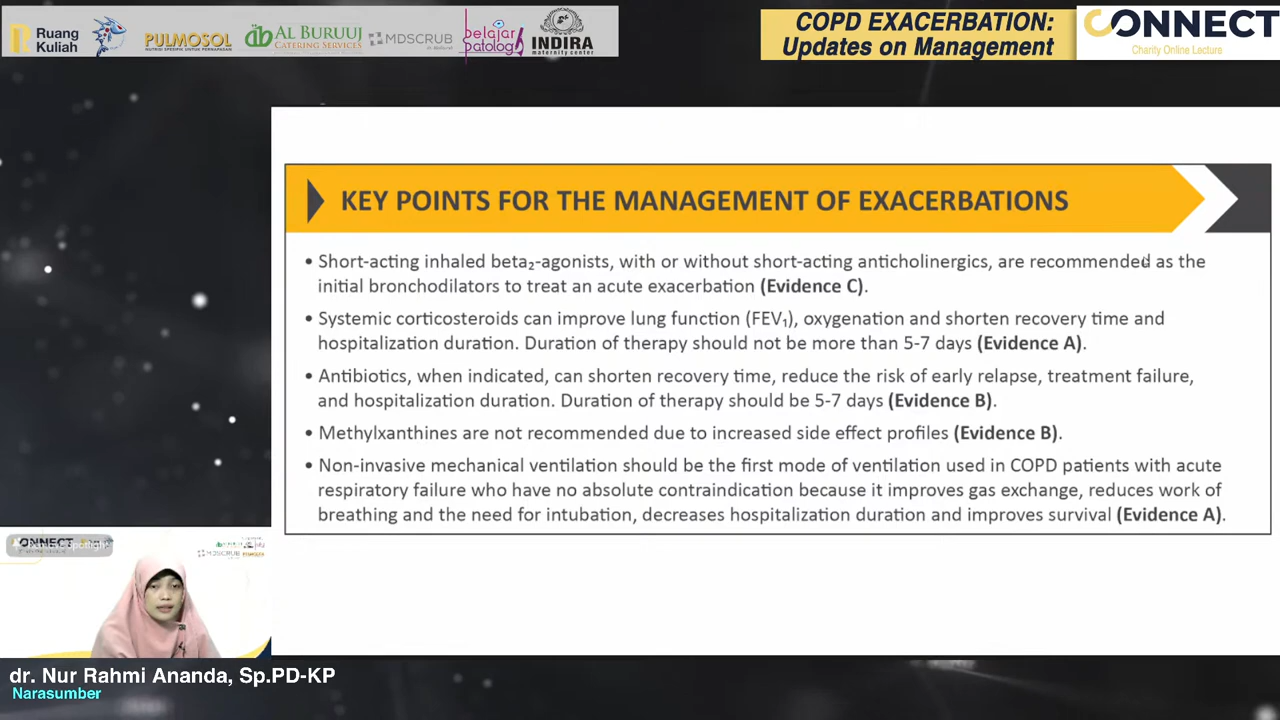 Ruang
Kuliah
PULMOSOL
NUTRISI SPESIFIK UNTUK PERNAPASAN
AL BURUUJ
CATERING SERVICES
MDSCRUB
belajar
patologi
INDIRA
maternity center
COPD EXACERBATION:
Updates on Management
CONNECT
Charity Online Lecture
KEY POINTS FOR THE MANAGEMENT OF EXACERBATIONS
• Short-acting inhaled beta₂-agonists, with or without short-acting anticholinergics, are recommended as the
initial bronchodilators to treat an acute exacerbation (Evidence C).
• Systemic corticosteroids can improve lung function (FEV₁), oxygenation and shorten recovery time and
hospitalization duration. Duration of therapy should not be more than 5-7 days (Evidence A).
• Antibiotics, when indicated, can shorten recovery time, reduce the risk of early relapse, treatment failure,
and hospitalization duration. Duration of therapy should be 5-7 days (Evidence B).
• Methylxanthines are not recommended due to increased side effect profiles (Evidence B).
• Non-invasive mechanical ventilation should be the first mode of ventilation used in COPD patients with acute
respiratory failure who have no absolute contraindication because it improves gas exchange, reduces work of
breathing and the need for intubation, decreases hospitalization duration and improves survival (Evidence A).
CONNECT
MDSCRUB
dr. Nur Rahmi Ananda, Sp.PD-KP
Narasumber